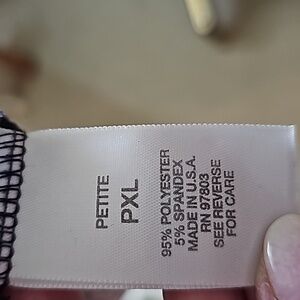 PETITE
PXL
95% POLYESTER
5% SPANDEX
MADE IN U.S.A.
RN 97803
SEE REVERSE
FOR CARE